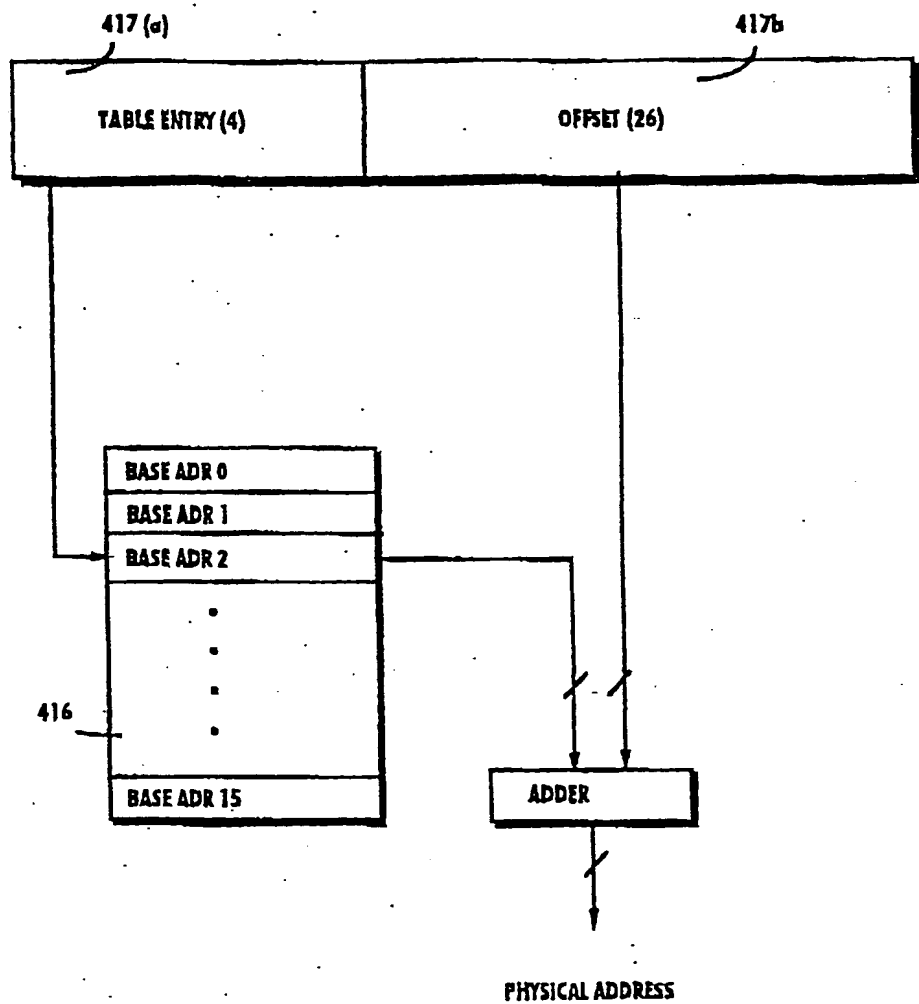 417 (a)
417b
TABLE ENTRY (4)
OFFSET (26)
BASE ADR 0
BASE ADR 1
BASE ADR 2
416
BASE ADR 15
ADDER
PHYSICAL ADDRESS